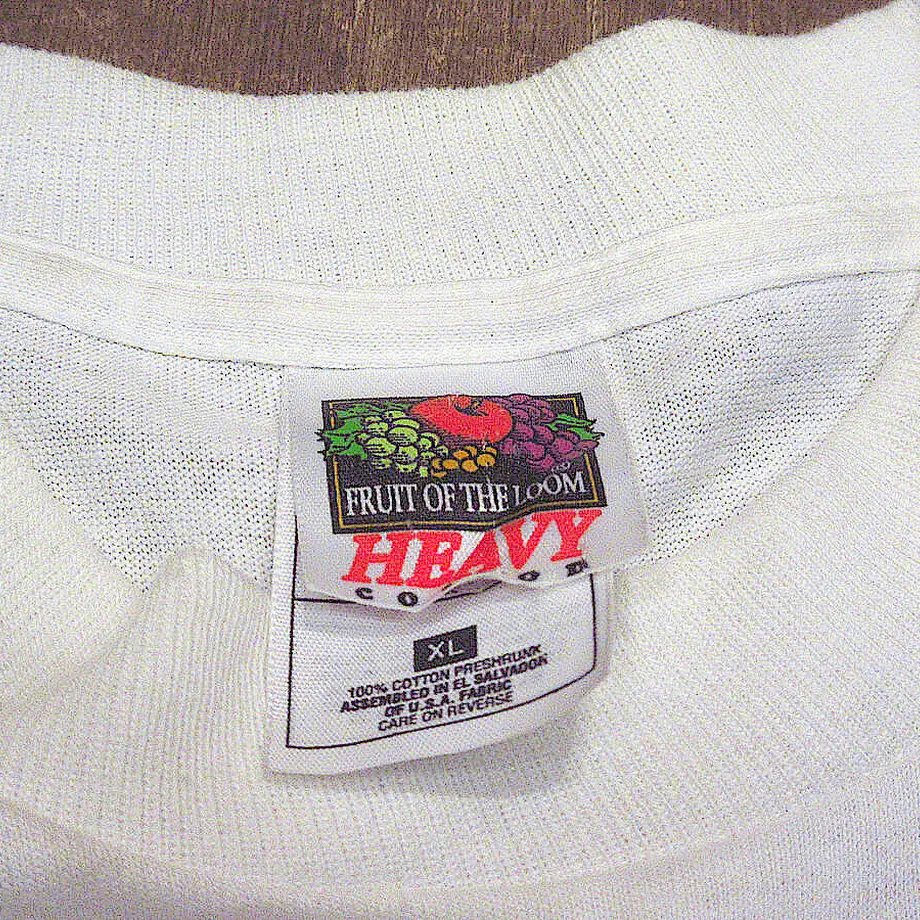 FRUIT OF THE LOOM
HEAVY
XL
100% COTTON PRESHRUNK
ASSEMBLED IN EL SALVADOR
OF U.S.A. FABRIC
CARE ON REVERSE